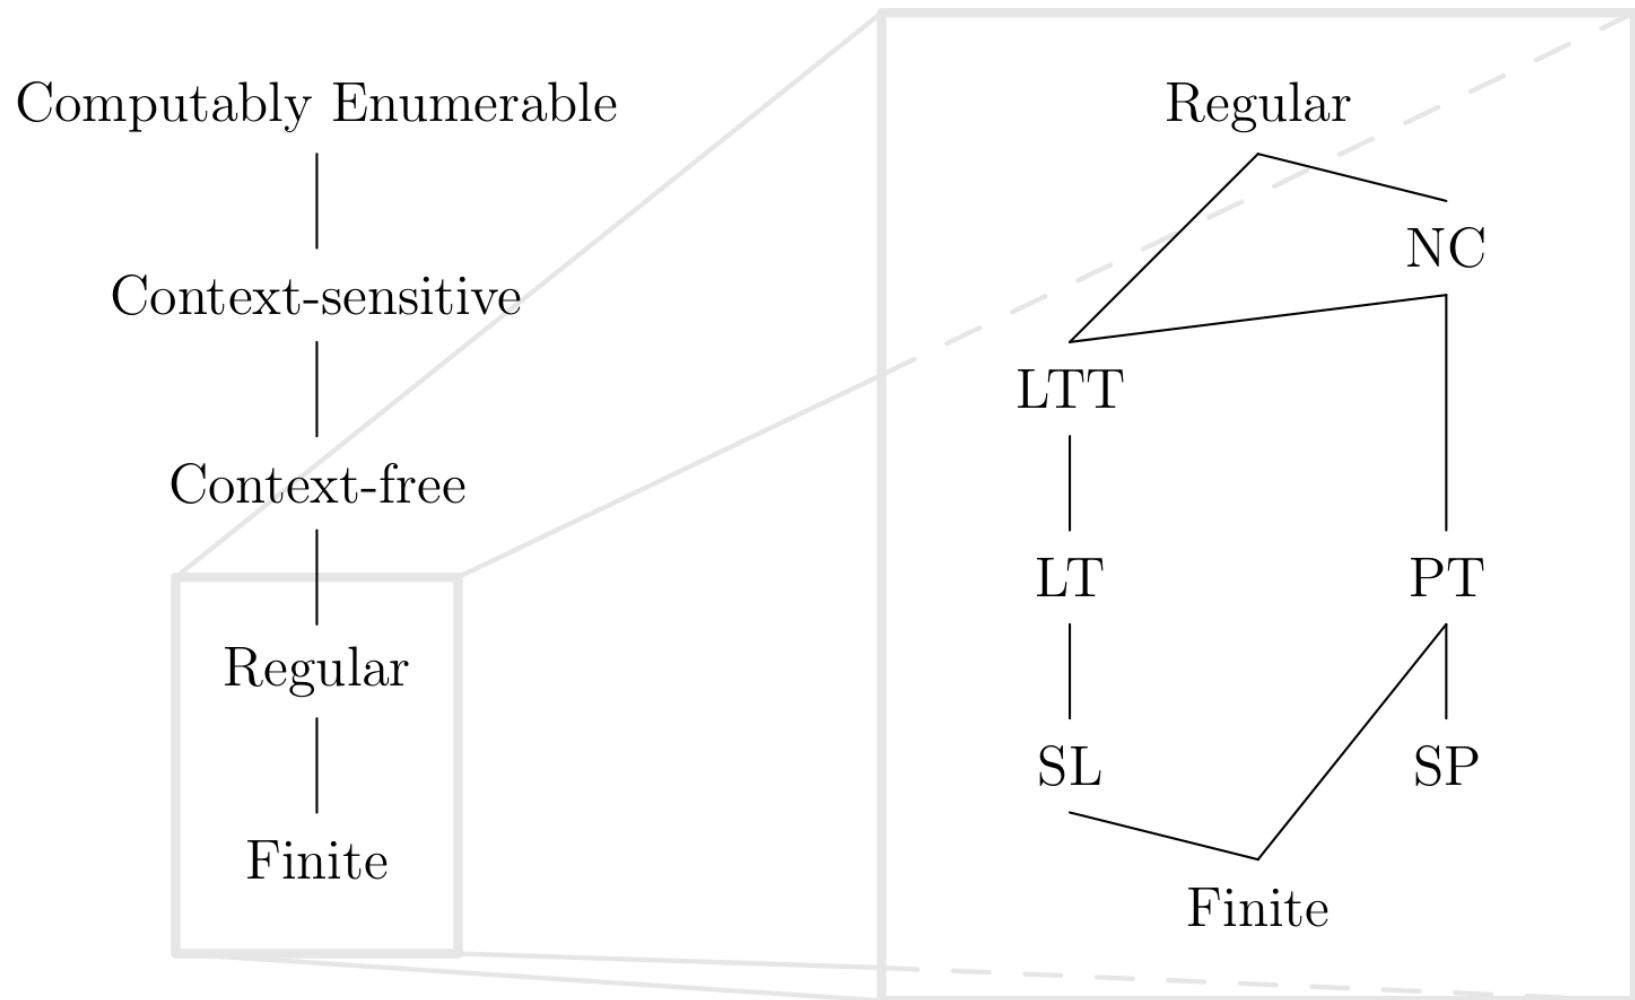 Computably Enumerable
Context-sensitive
Context-free
Regular
Finite
Regular
NC
LTT
LT
PT
SL
SP
Finite